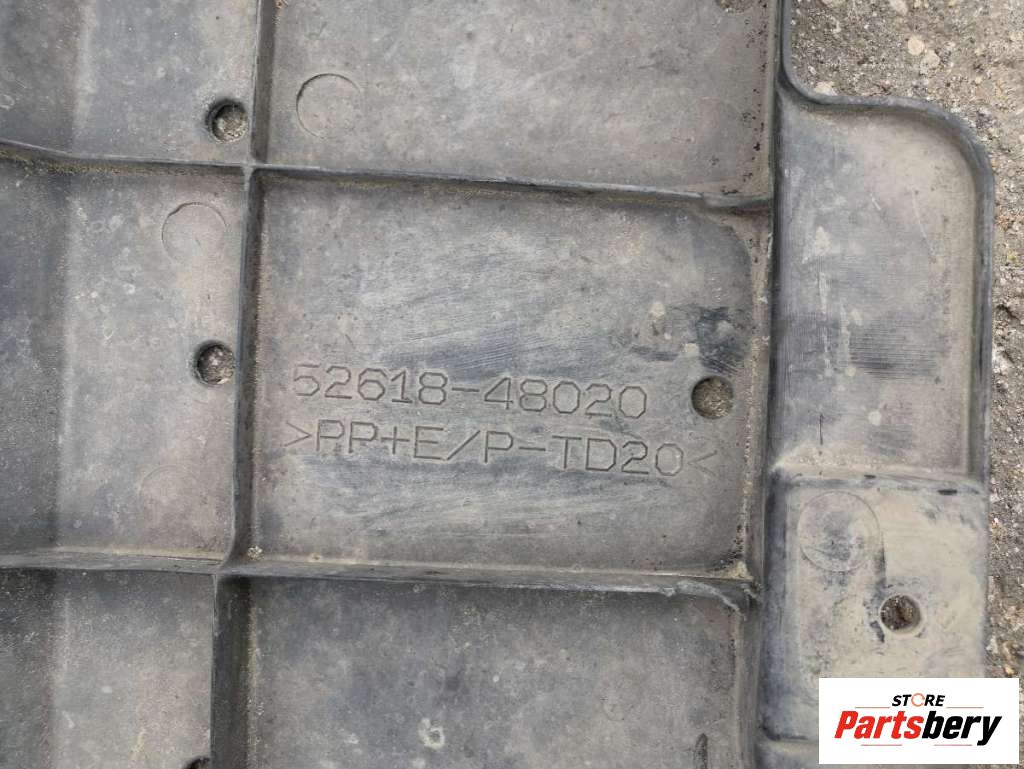 52618-48020
>PP+E/P-TD20<
STORE
Partsbery